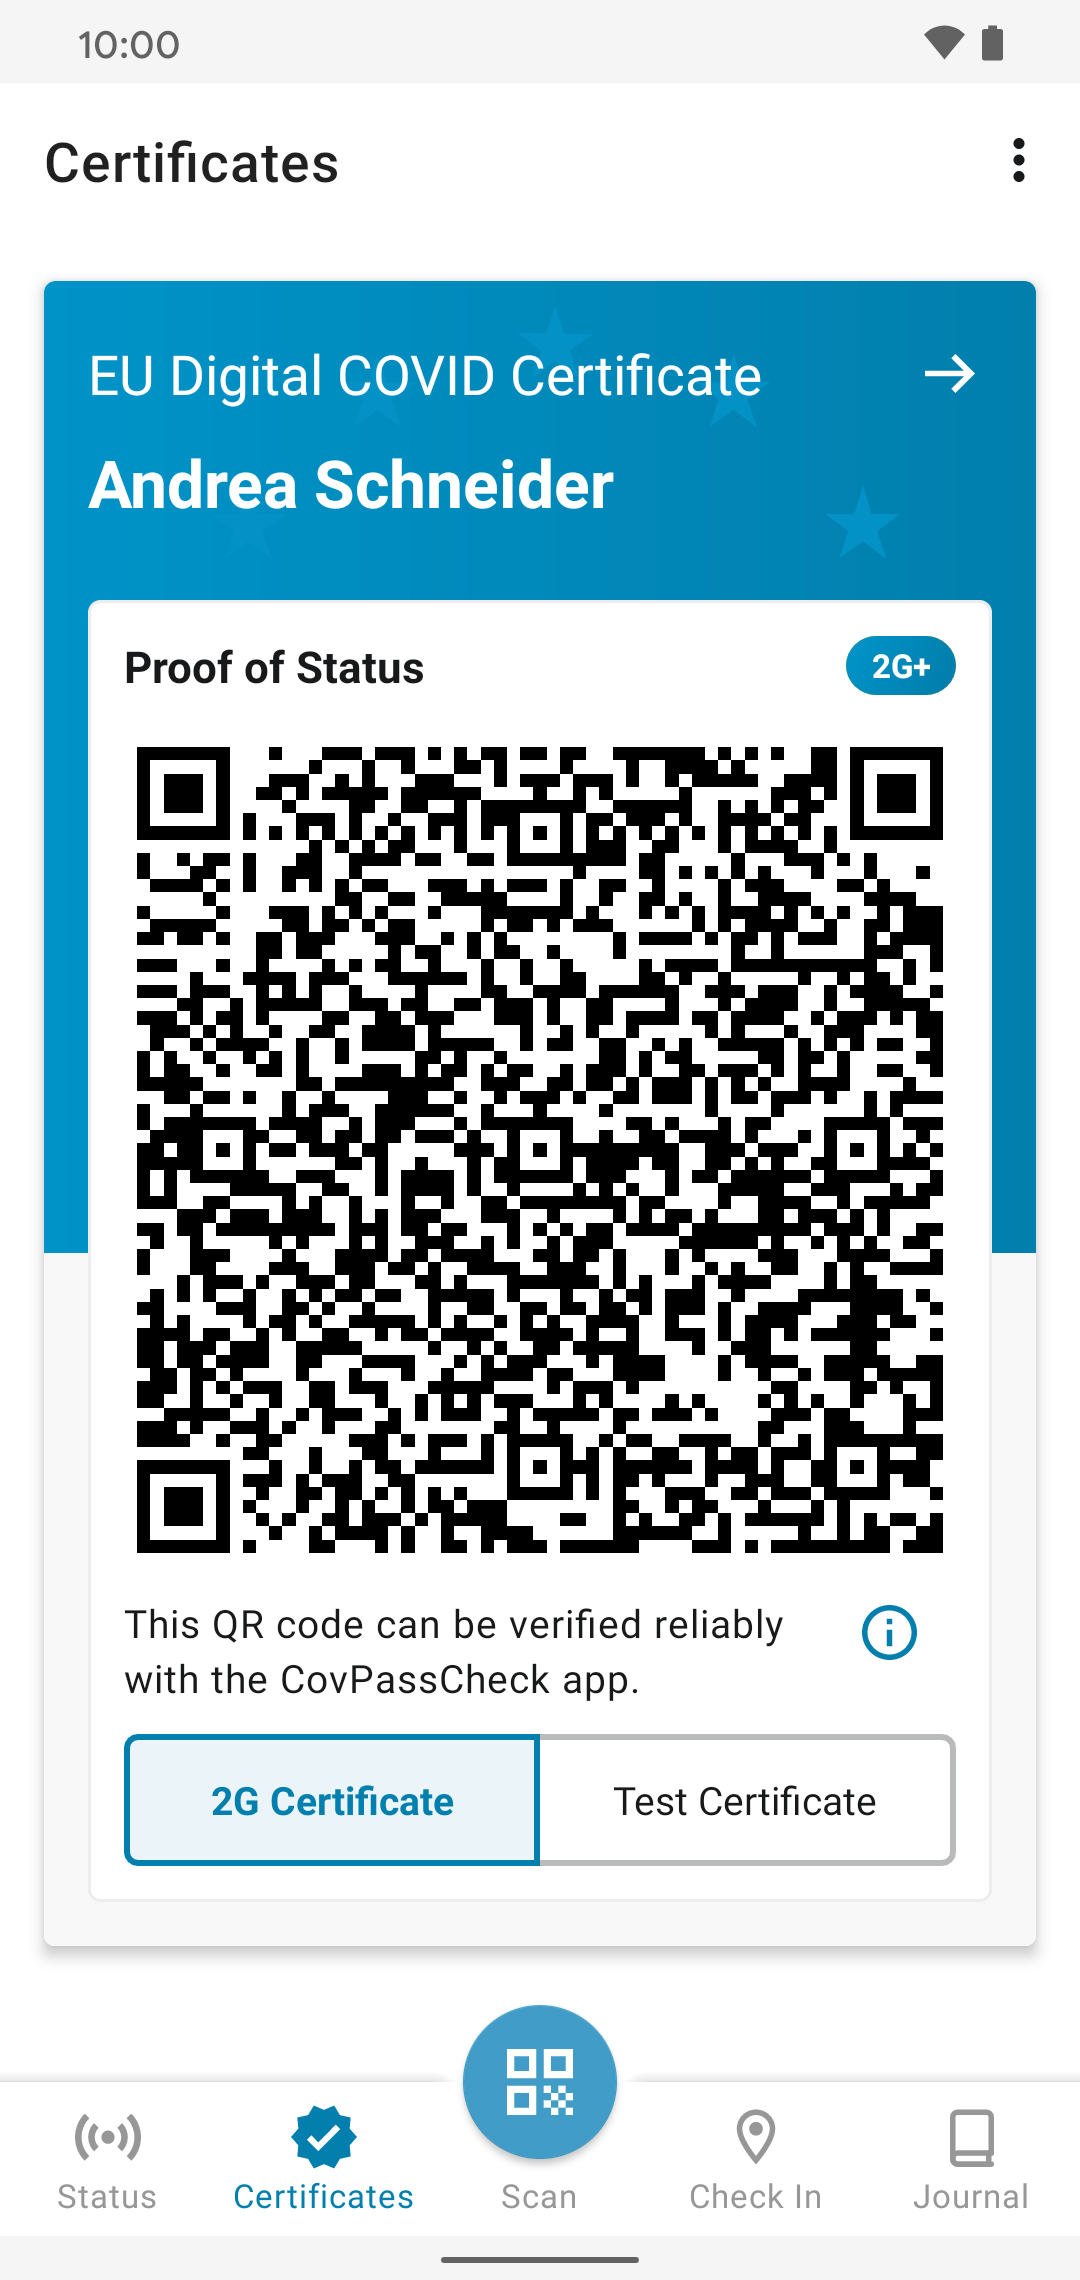 10:00
Certificates
EU Digital COVID Certificate
Andrea Schneider
Proof of Status
2G+
This QR code can be verified reliably
with the CovPassCheck app.
2G Certificate
Test Certificate
Status
Certificates
Scan
Check In
Journal